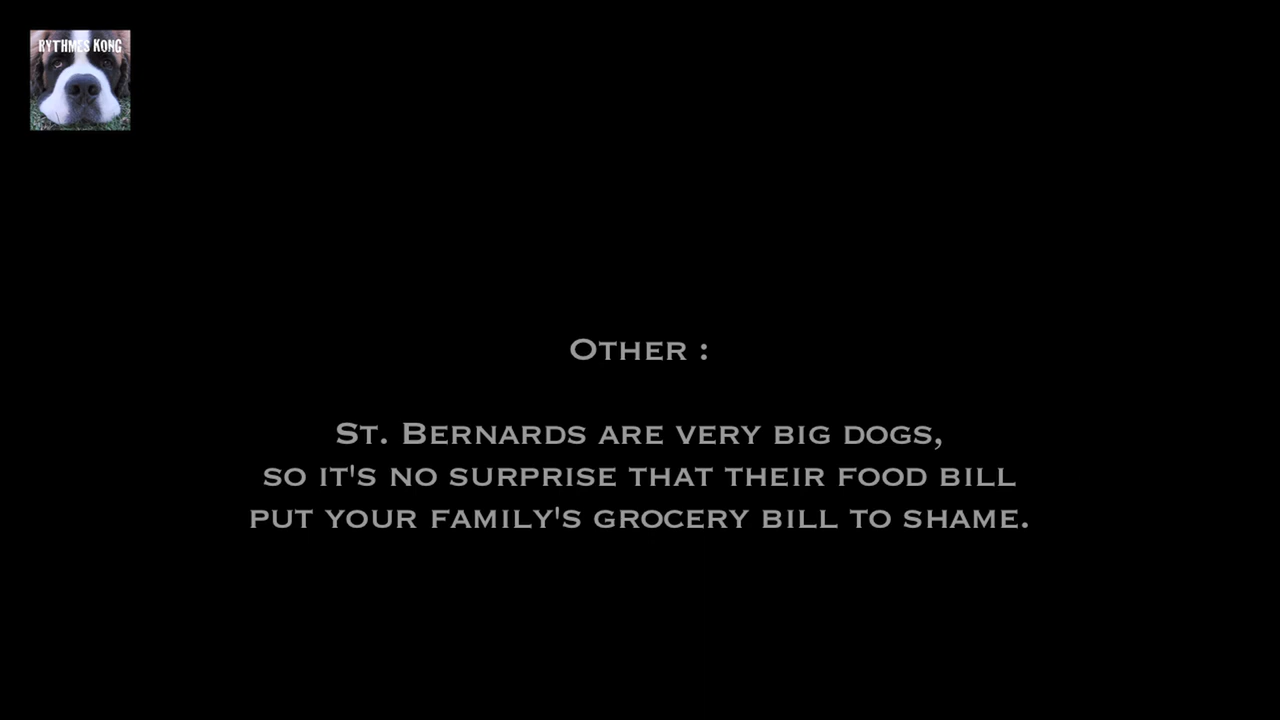 RYTHMES KONG
Other :
St. Bernards are very big dogs,
so it's no surprise that their food bill
put your family's grocery bill to shame.